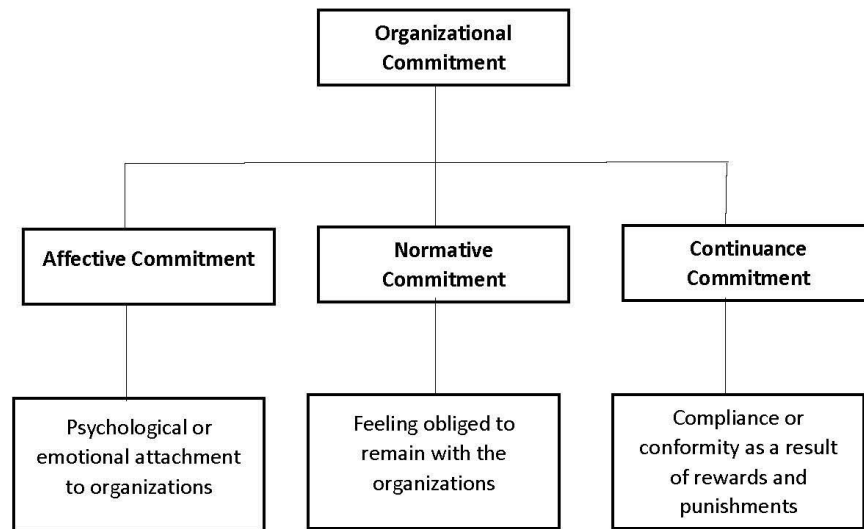 Organizational
Commitment
Affective Commitment
Normative
Commitment
Continuance
Commitment
Psychological or
emotional attachment
to organizations
Feeling obliged to
remain with the
organizations
Compliance or
conformity as a result
of rewards and
punishments